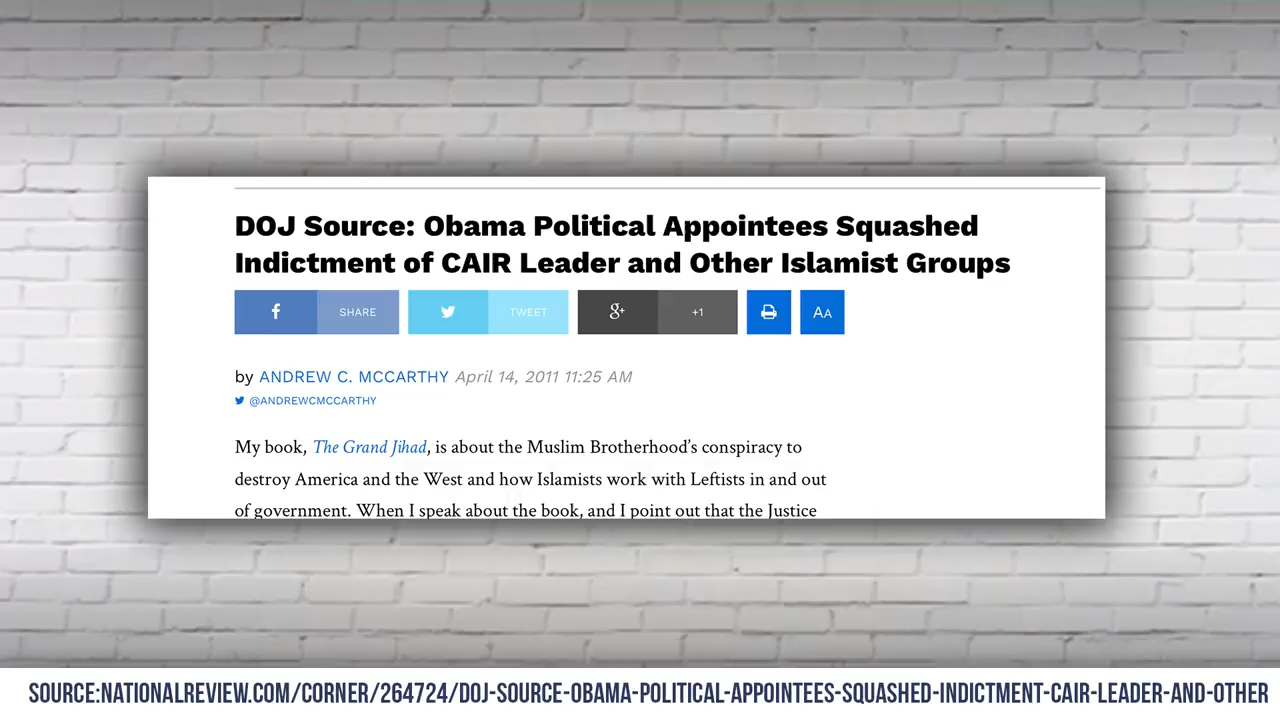 DOJ Source: Obama Political Appointees Squashed
Indictment of CAIR Leader and Other Islamist Groups
f SHARE TWEET g+ +1 AA
by ANDREW C. MCCARTHY April 14, 2011 11:25 AM
@ANDREWCMCCARTHY
My book, The Grand Jihad, is about the Muslim Brotherhood’s conspiracy to
destroy America and the West and how Islamists work with Leftists in and out
of government. When I speak about the book, and I point out that the Justice
SOURCE:NATIONALREVIEW.COM/CORNER/264724/DOJ-SOURCE-OBAMA-POLITICAL-APPOINTEES-SQUASHED-INDICTMENT-CAIR-LEADER-AND-OTHER